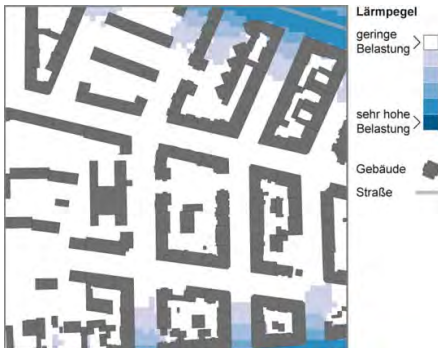 Lärmpegel
geringe
Belastung
sehr hohe
Belastung
Gebäude
Straße